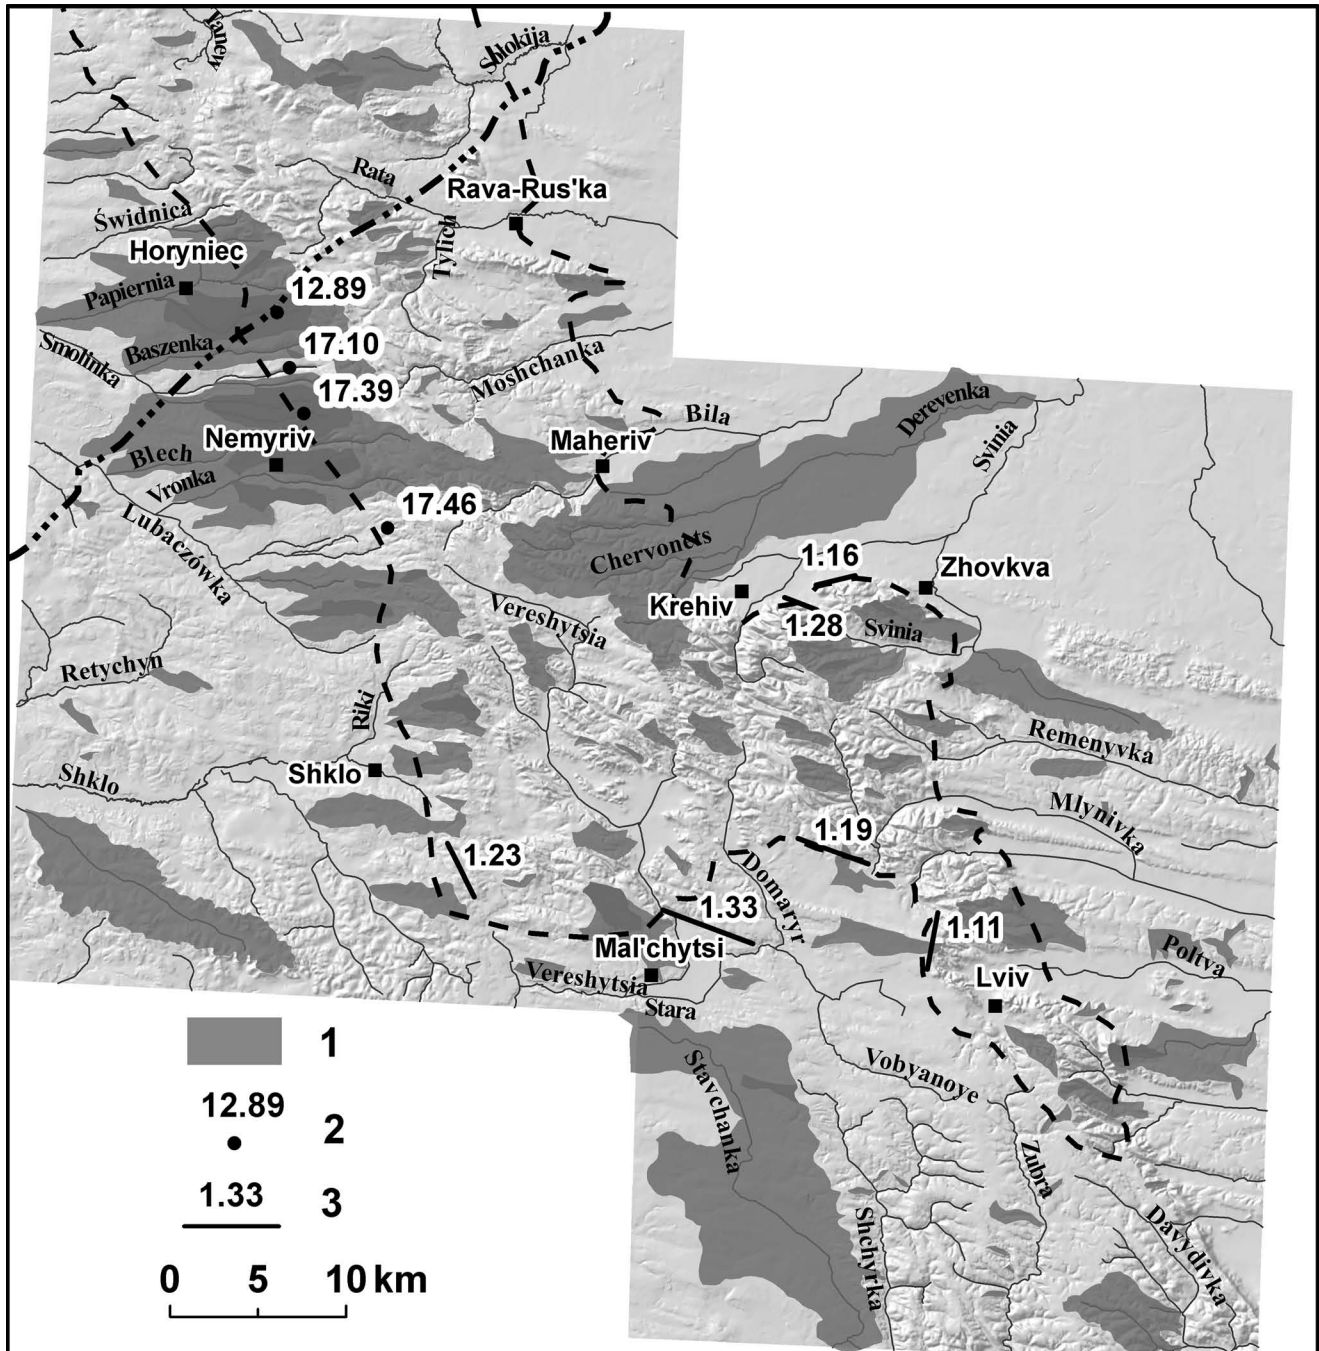 Tanew
Sołokija
Rata
Rava-Rus'ka
Świdnica
Tylich
Horyniec
Papiernia
12.89
Baszenka
17.10
Smolinka
Moshchanka
17.39
Derevenka
Bila
Nemyriv
Maheriv
Blech
Svinia
Vronka
17.46
Lubaczówka
Chervonets
1.16
Zhovkva
Krehiv
Vereshytsia
1.28
Svinia
Retychyn
Riki
Remenyvka
Shklo
Shklo
Mlynivka
1.19
1.23
Domaryr
1.33
1.11
Mal'chytsi
Poltva
Vereshytsia
Lviv
Stara
1
Stavchanka
Vobyanoye
12.89
2
Zubra
1.33
3
Shchyrka
Davydivka
0 5 10 km